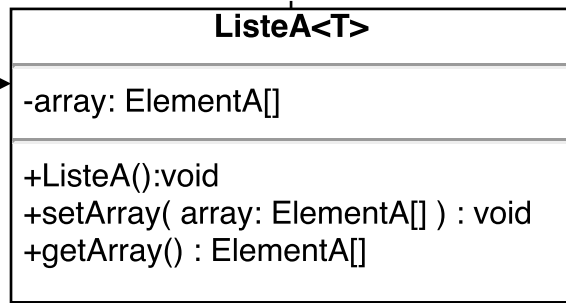 ListeA<T>
-array: ElementA[]
+ListeA():void
+setArray( array: ElementA[] ) : void
+getArray() : ElementA[]